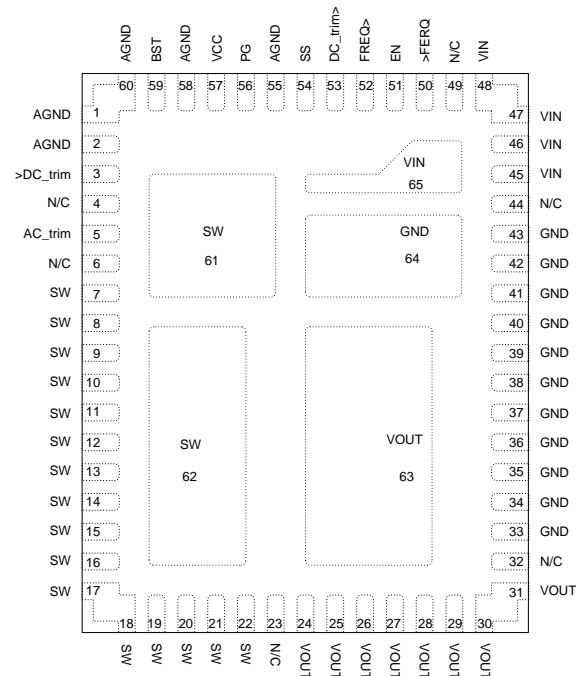 AGND
BST
AGND
VCC
PG
AGND
SS
DC_trim>
FREQ>
EN
>FERQ
N/C
VIN
60
59
58
57
56
55
54
53
52
51
50
49
48
AGND 1
AGND 2
>DC_trim 3
N/C 4
AC_trim 5
N/C 6
SW 7
SW 8
SW 9
SW 10
SW 11
SW 12
SW 13
SW 14
SW 15
SW 16
SW 17
SW
61
SW
62
VIN
65
GND
64
VOUT
63
47 VIN
46 VIN
45 VIN
44 N/C
43 GND
42 GND
41 GND
40 GND
39 GND
38 GND
37 GND
36 GND
35 GND
34 GND
33 GND
32 N/C
31 VOUT
18
19
20
21
22
23
24
25
26
27
28
29
30
SW
SW
SW
SW
SW
N/C
VOUT
VOUT
VOUT
VOUT
VOUT
VOUT
VOUT